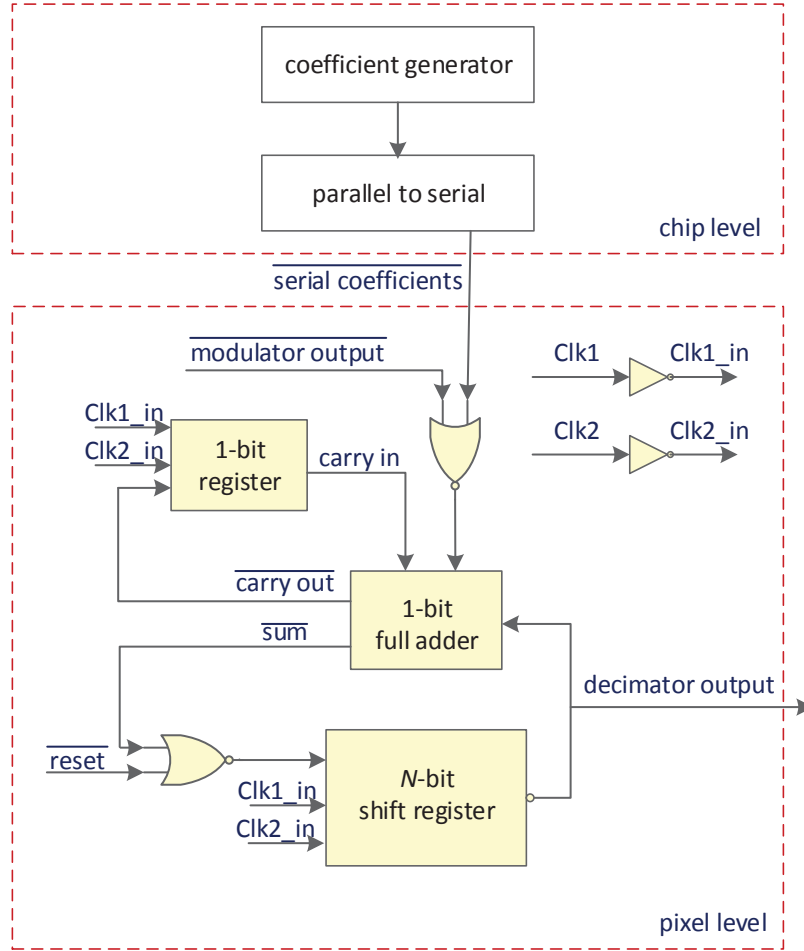 coefficient generator
parallel to serial
chip level
serial coefficients
modulator output
Clk1
Clk1_in
Clk2
Clk2_in
Clk1_in
Clk2_in
1-bit
register
carry in
carry out
1-bit
full adder
sum
decimator output
reset
N-bit
shift register
Clk1_in
Clk2_in
pixel level